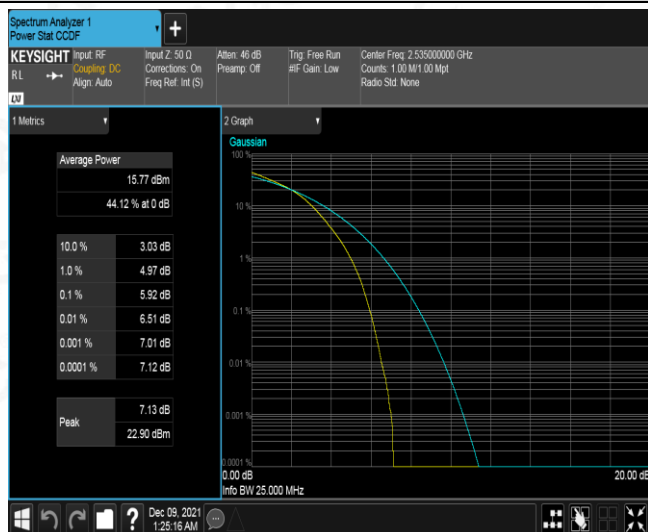 Spectrum Analyzer 1
Power Stat CCDF
KEYSIGHT
RL
LXI
Input: RF
Coupling: DC
Align: Auto
Input Z: 50 Ω
Corrections: On
Freq Ref: Int (S)
Atten: 46 dB
Preamp: Off
Trig: Free Run
#IF Gain: Low
Center Freq: 2.535000000 GHz
Counts: 1.00 M/1.00 Mpt
Radio Std: None
1 Metrics
Average Power
15.77 dBm
44.12 % at 0 dB
10.0 % 3.03 dB
1.0 % 4.97 dB
0.1 % 5.92 dB
0.01 % 6.51 dB
0.001 % 7.01 dB
0.0001 % 7.12 dB
Peak
7.13 dB
22.90 dBm
2 Graph
Gaussian
100 %
10 %
1 %
0.1 %
0.01 %
0.001 %
0.0001 %
0.00 dB 20.00 dB
Info BW 25.000 MHz
?
Dec 09, 2021
1:25:16 AM